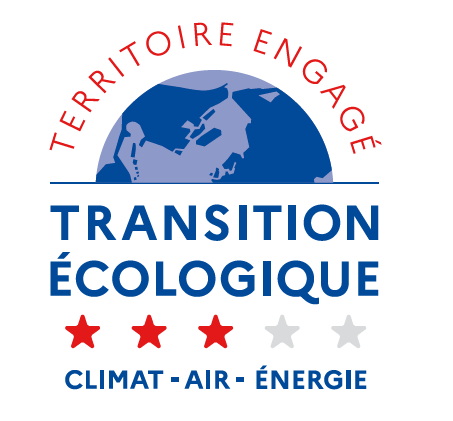 TERRITOIRE ENGAGÉ
TRANSITION
ÉCOLOGIQUE
CLIMAT - AIR - ÉNERGIE